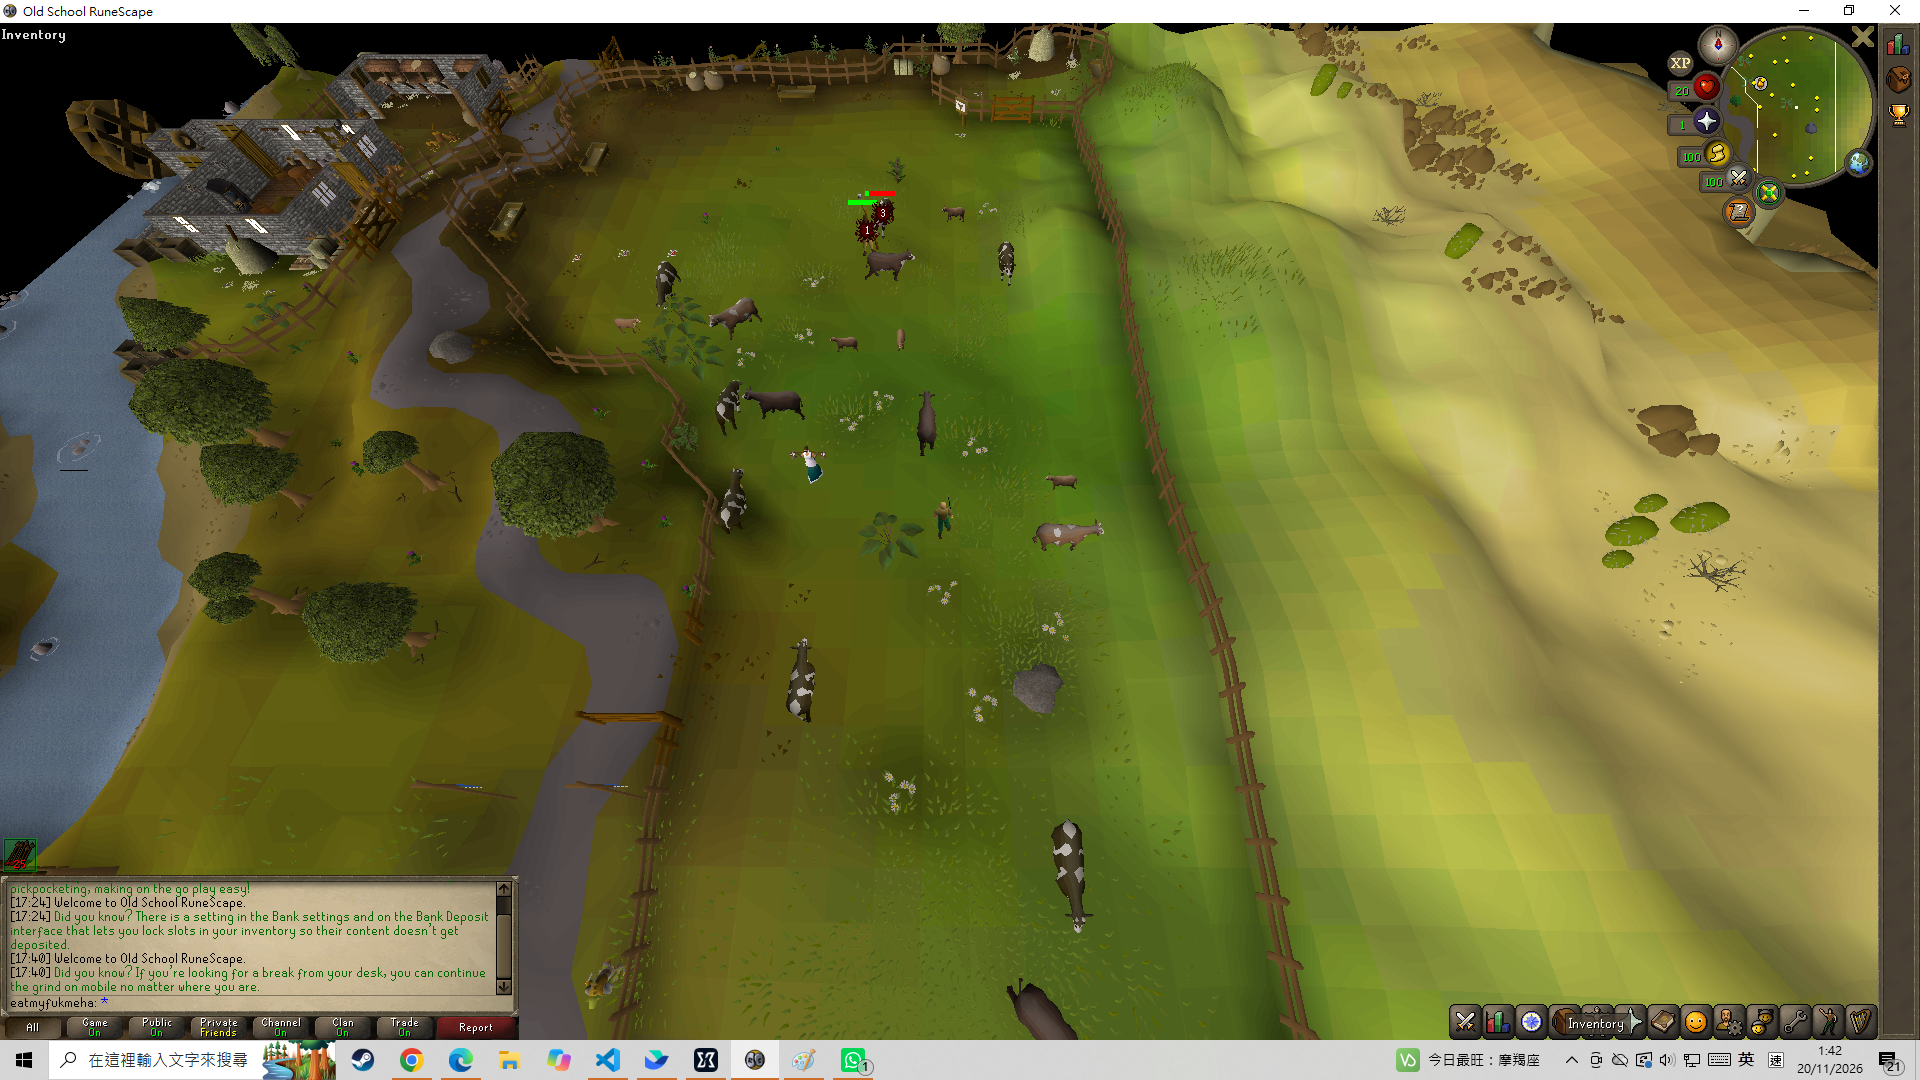 Old School RuneScape
Inventory
N
XP
20
1
100
100
3
1
25
pickpocketing, making on the go play easy!
[17:24] Welcome to Old School RuneScape.
[17:24] Did you know? There is a setting in the Bank settings and on the Bank Deposit
interface that lets you lock slots in your inventory so their content doesn't get
deposited.
[17:40] Welcome to Old School RuneScape.
[17:40] Did you know? If you're looking for a break from your desk, you can continue
the grind on mobile no matter where you are.
eatmyfukmeha: *
All
Game
On
Public
On
Private
Friends
Channel
On
Clan
On
Trade
On
Report
Inventory
在這裡輸入文字來搜尋
1
今日最旺：摩羯座
英
速
1:42
20/11/2026
21